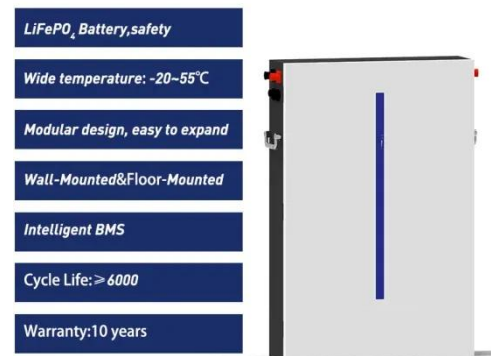 LiFePO4 Battery,safety
Wide temperature: -20~55℃
Modular design, easy to expand
Wall-Mounted&Floor-Mounted
Intelligent BMS
Cycle Life:≥6000
Warranty:10 years